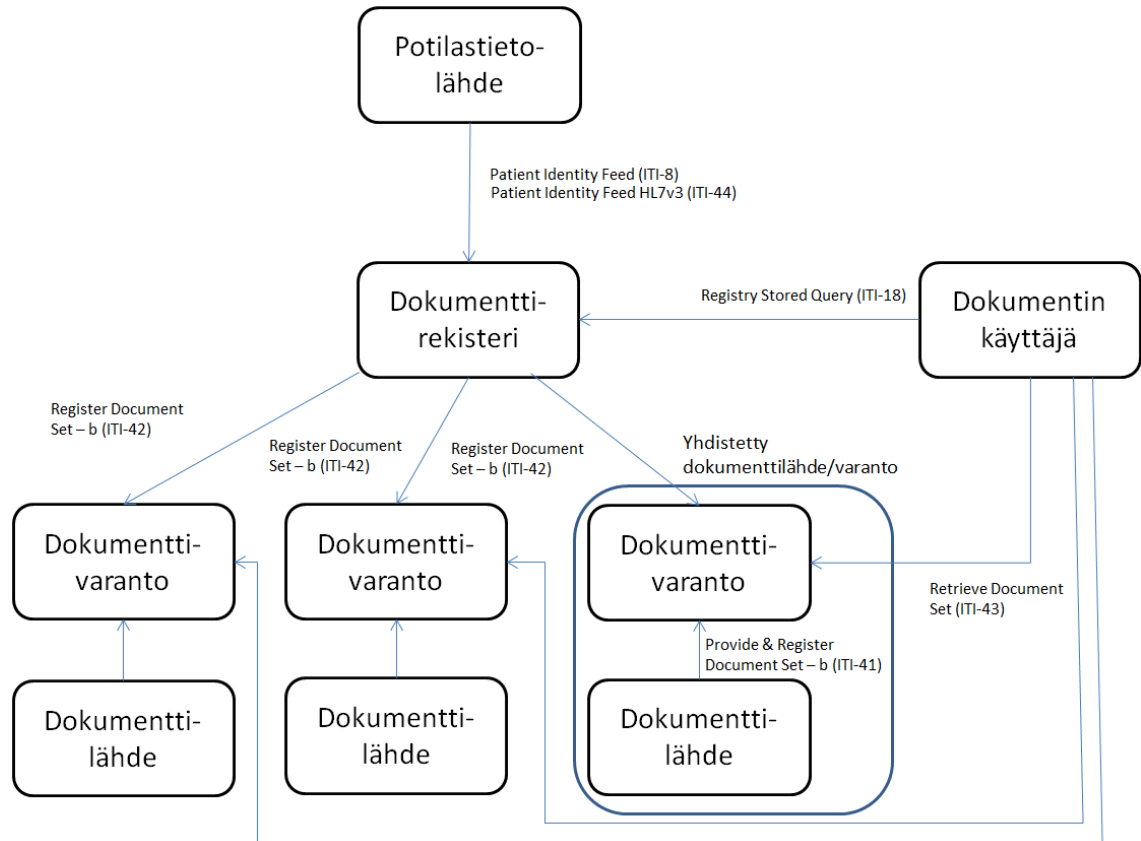 Potilastieto-
lähde
Patient Identity Feed (ITI-8)
Patient Identity Feed HL7v3 (ITI-44)
Dokumentti-
rekisteri
Registry Stored Query (ITI-18)
Dokumentin
käyttäjä
Register Document
Set – b (ITI-42)
Register Document
Set – b (ITI-42)
Register Document
Set – b (ITI-42)
Yhdistetty
dokumenttilähde/varanto
Dokumentti-
varanto
Dokumentti-
varanto
Dokumentti-
varanto
Retrieve Document
Set (ITI-43)
Provide & Register
Document Set – b (ITI-41)
Dokumentti-
lähde
Dokumentti-
lähde
Dokumentti-
lähde